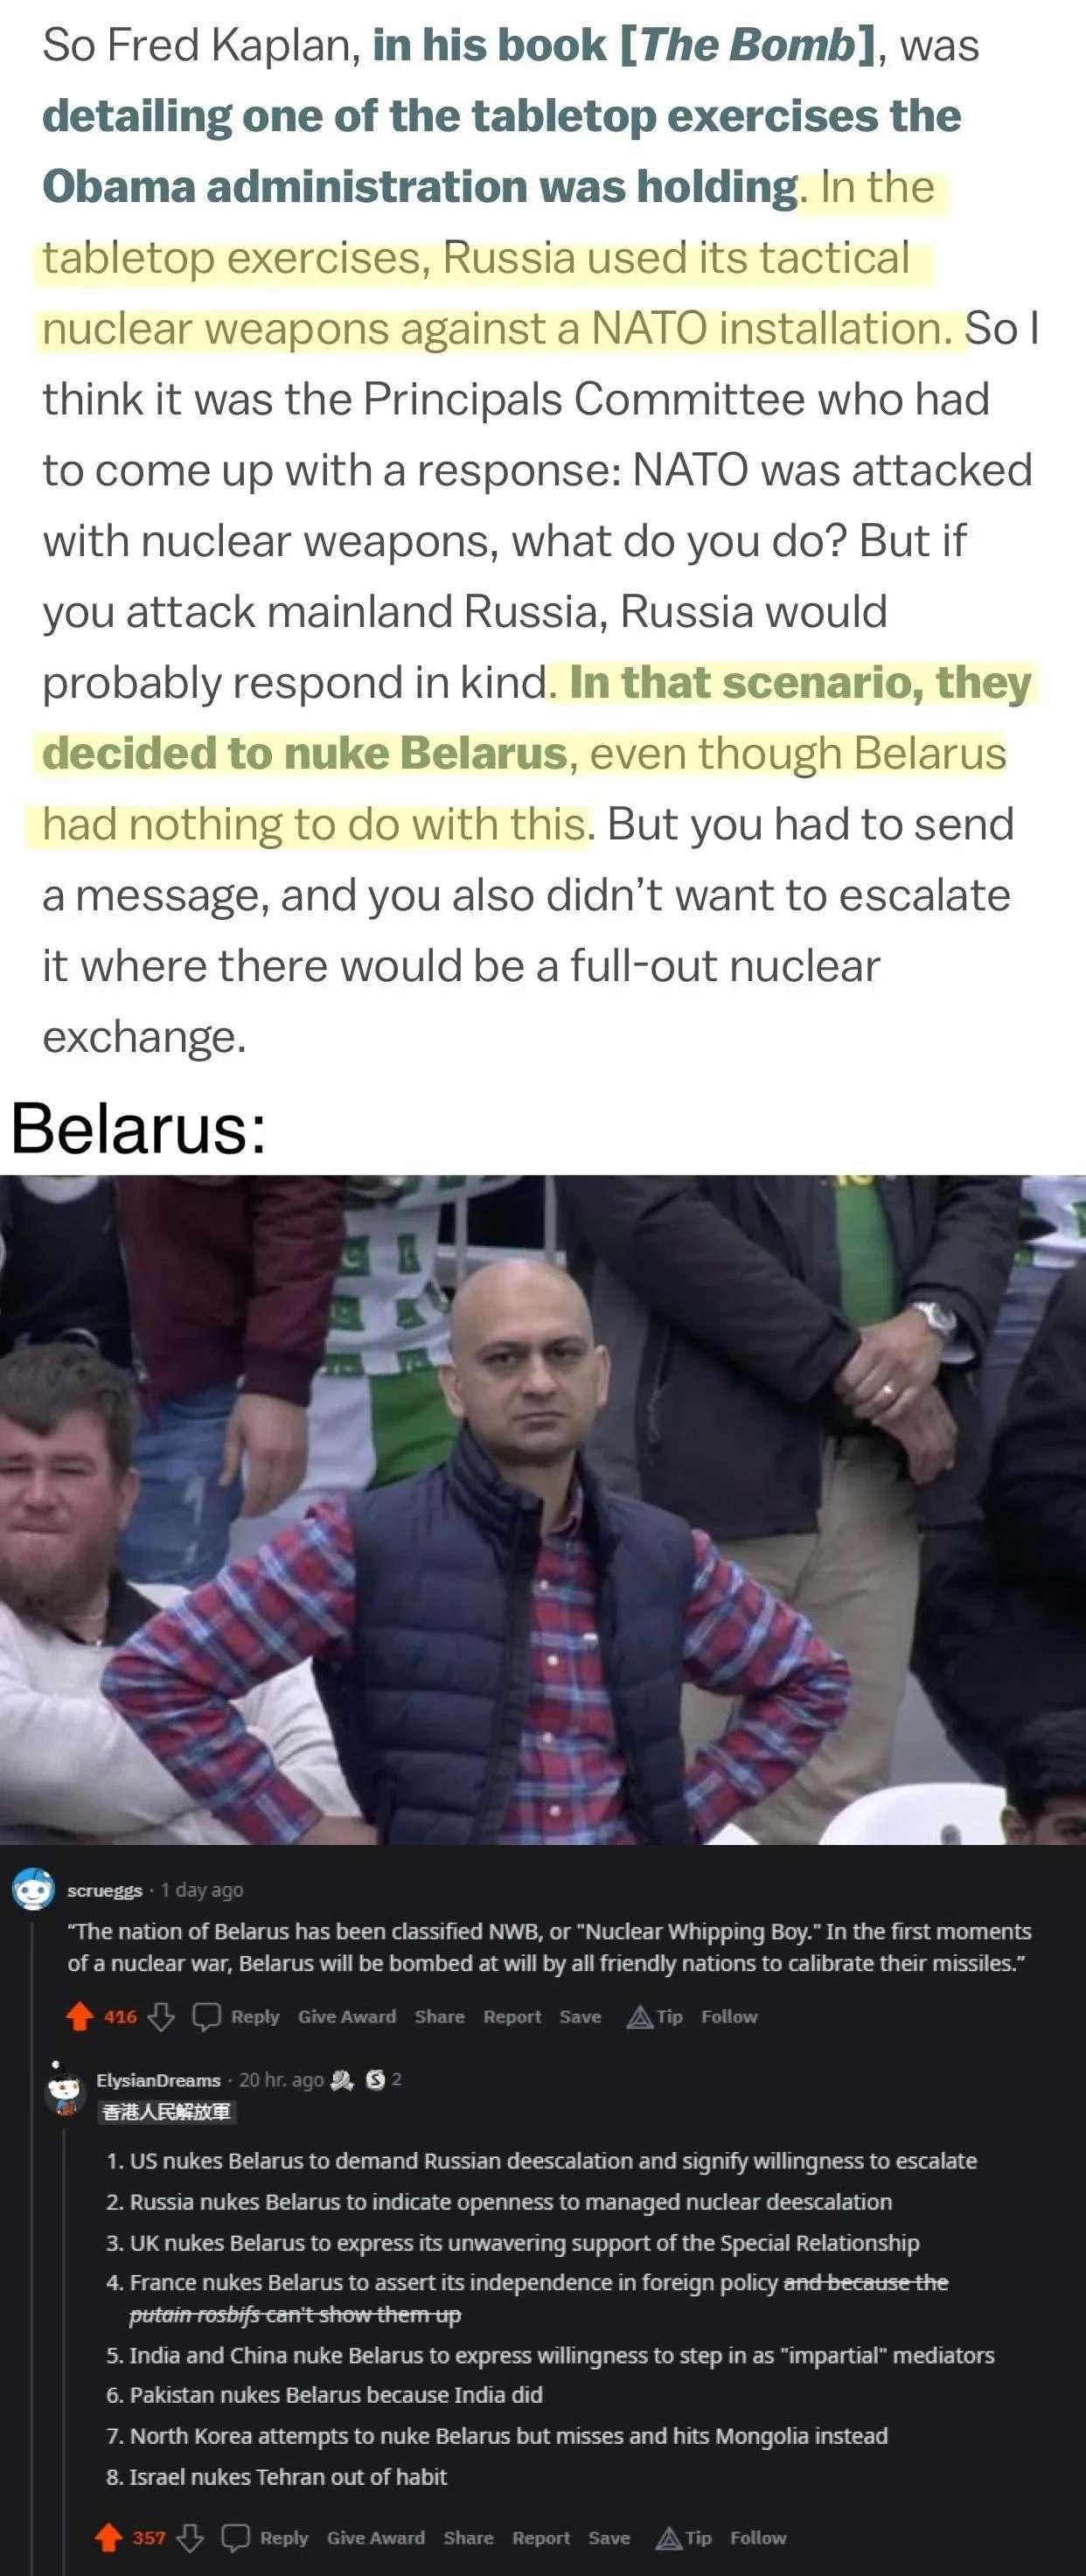 So Fred Kaplan, in his book [The Bomb], was
detailing one of the tabletop exercises the
Obama administration was holding. In the
tabletop exercises, Russia used its tactical
nuclear weapons against a NATO installation. So I
think it was the Principals Committee who had
to come up with a response: NATO was attacked
with nuclear weapons, what do you do? But if
you attack mainland Russia, Russia would
probably respond in kind. In that scenario, they
decided to nuke Belarus, even though Belarus
had nothing to do with this. But you had to send
a message, and you also didn’t want to escalate
it where there would be a full-out nuclear
exchange.
Belarus:
scrueggs · 1 day ago
“The nation of Belarus has been classified NWB, or "Nuclear Whipping Boy." In the first moments
of a nuclear war, Belarus will be bombed at will by all friendly nations to calibrate their missiles.”
416 Reply Give Award Share Report Save Tip Follow
ElysianDreams · 20 hr. ago S 2
香港人民解放軍
1. US nukes Belarus to demand Russian deescalation and signify willingness to escalate
2. Russia nukes Belarus to indicate openness to managed nuclear deescalation
3. UK nukes Belarus to express its unwavering support of the Special Relationship
4. France nukes Belarus to assert its independence in foreign policy and because the
putain rosbifs can't show them up
5. India and China nuke Belarus to express willingness to step in as "impartial" mediators
6. Pakistan nukes Belarus because India did
7. North Korea attempts to nuke Belarus but misses and hits Mongolia instead
8. Israel nukes Tehran out of habit
357 Reply Give Award Share Report Save Tip Follow